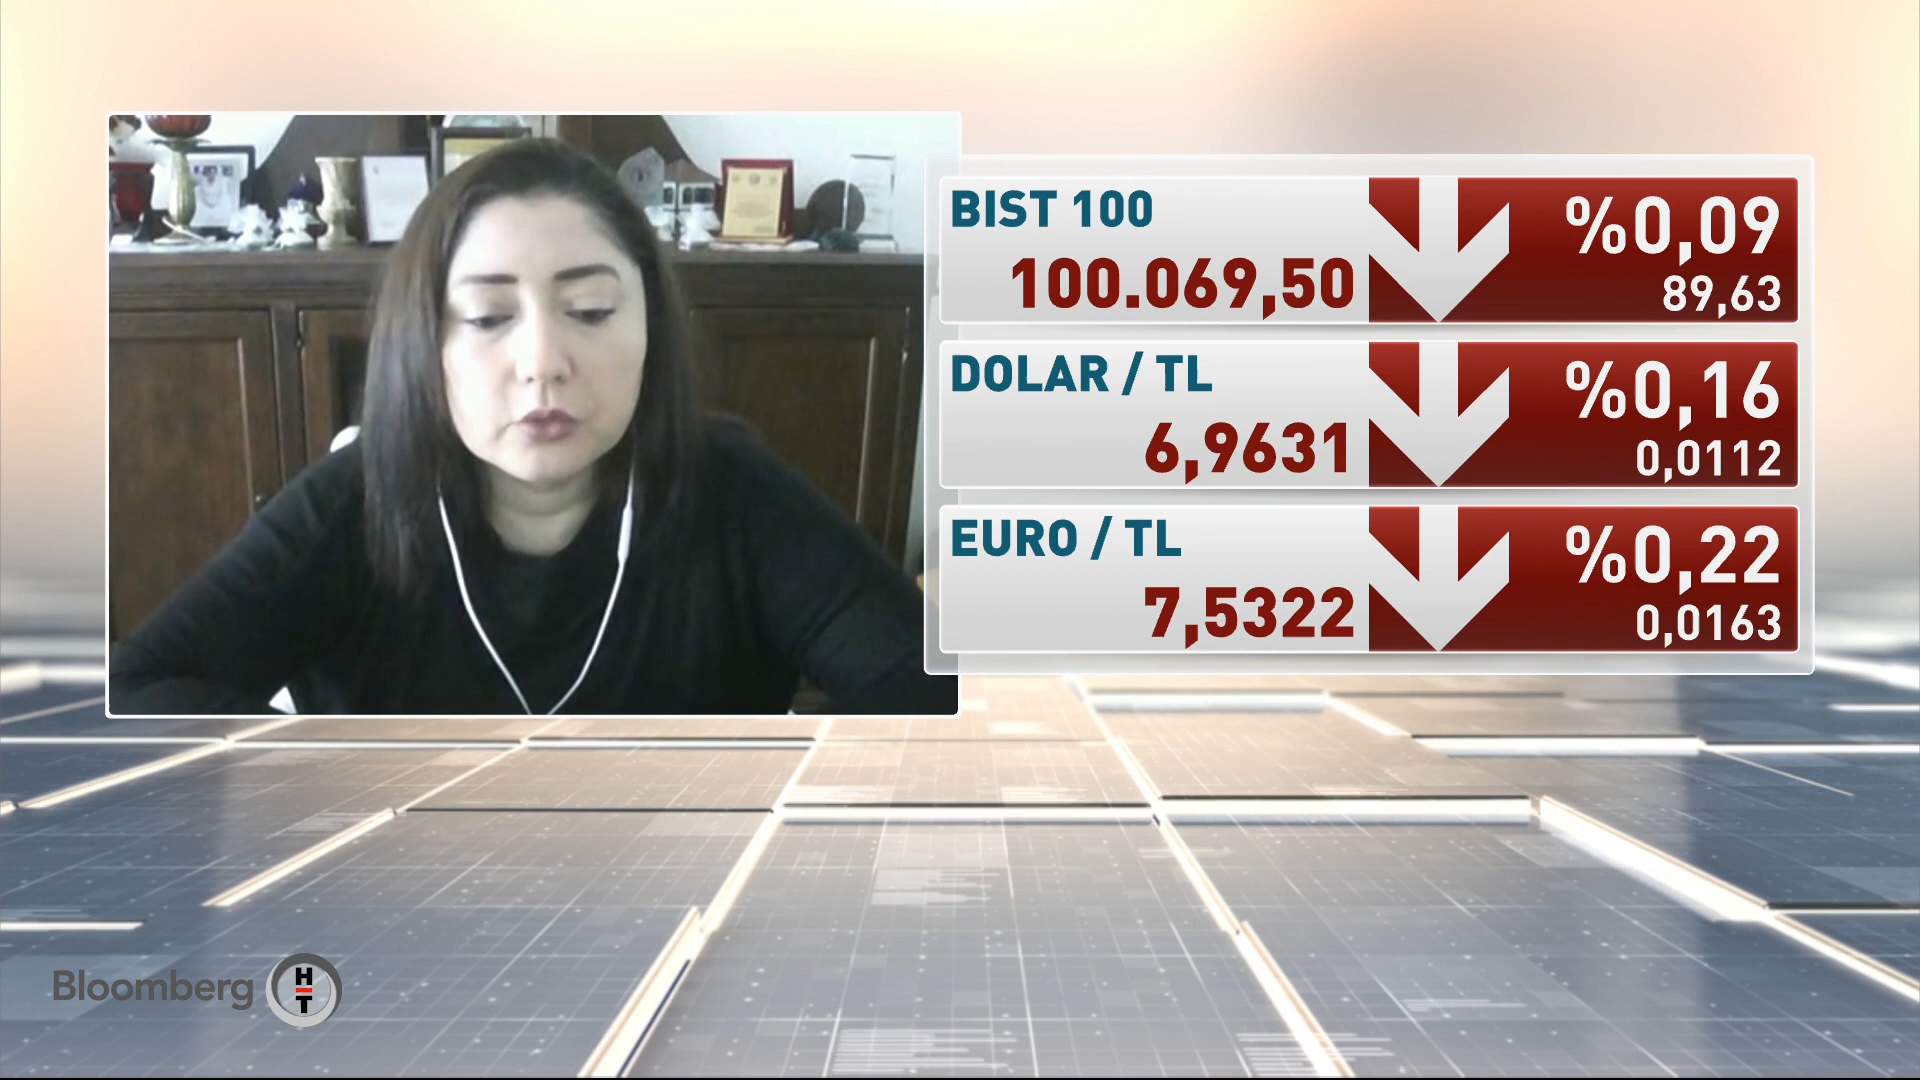 BIST 100
%0,09
100.069,50
89,63
DOLAR / TL
%0,16
6,9631
0,0112
EURO / TL
%0,22
7,5322
0,0163
Bloomberg HT